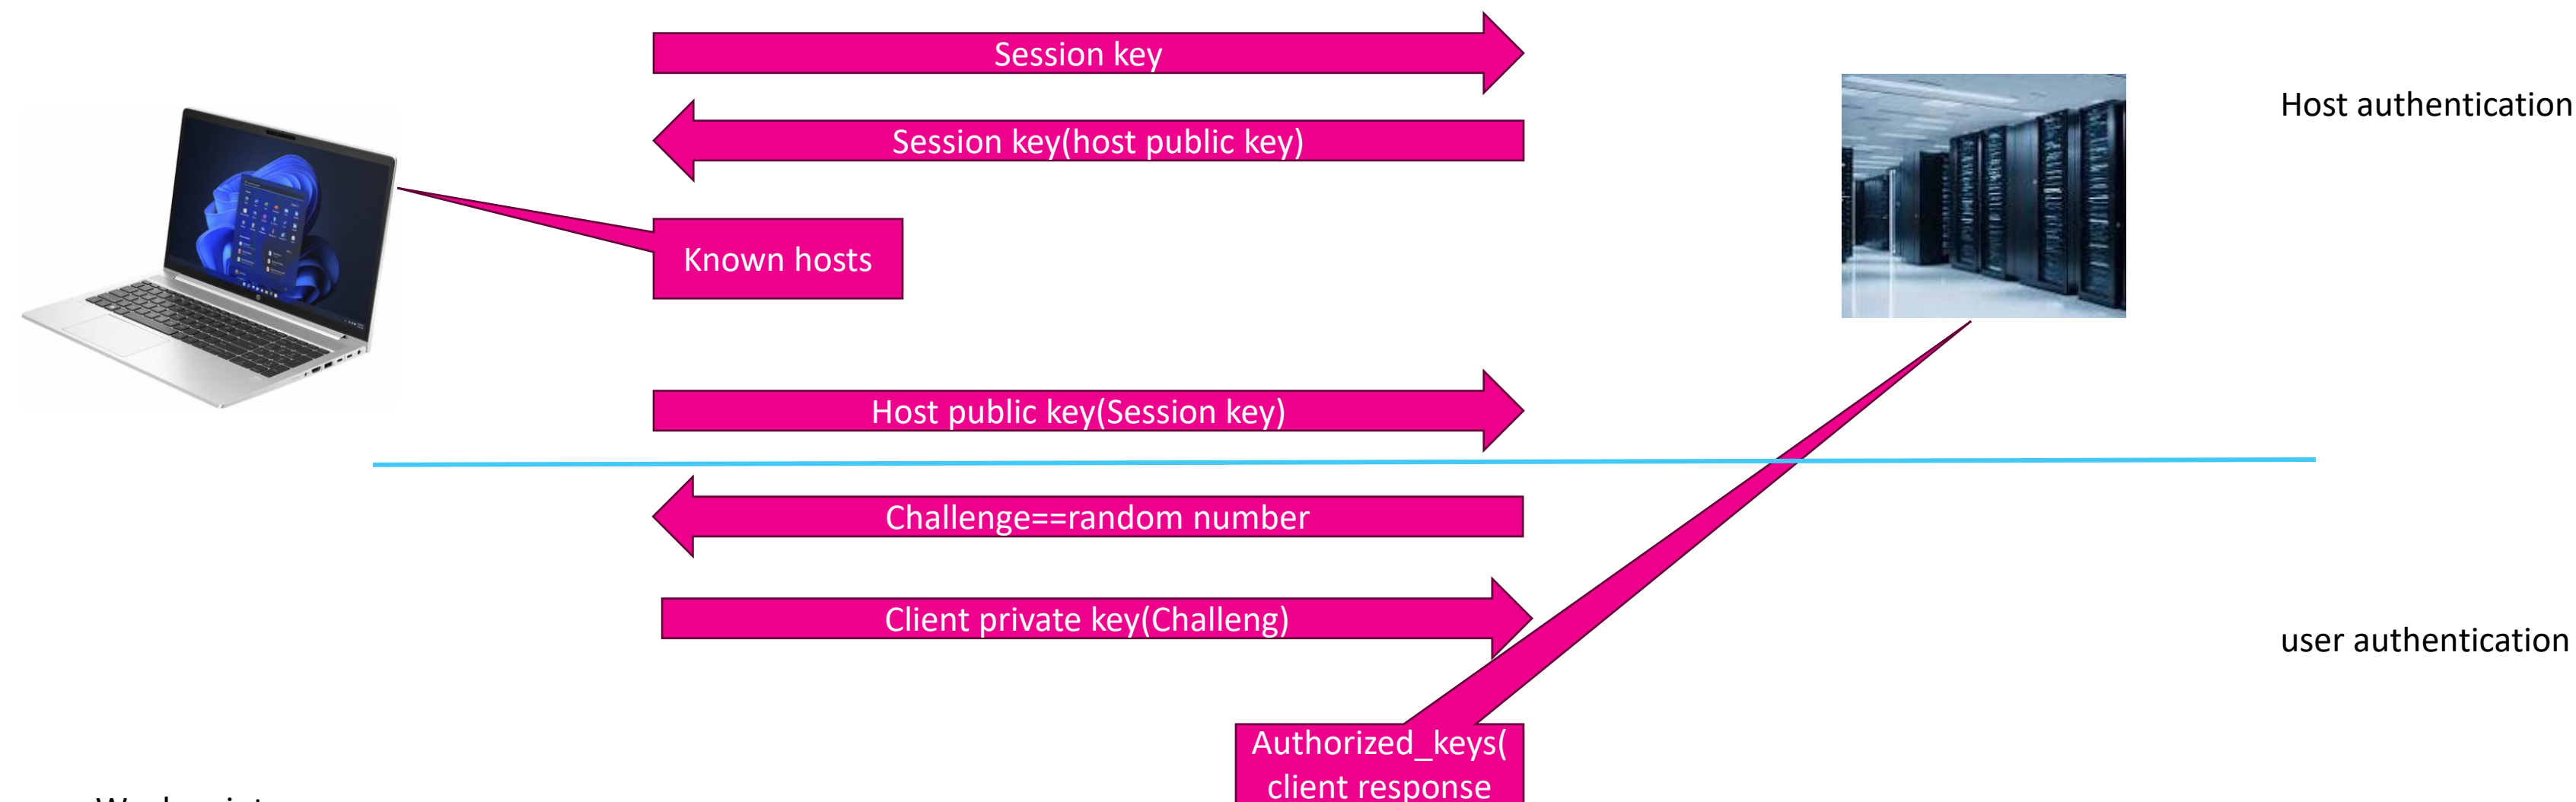 Session key
Host authentication
Session key(host public key)
Known hosts
Host public key(Session key)
Challenge==random number
Client private key(Challeng)
user authentication
Authorized_keys(
client response